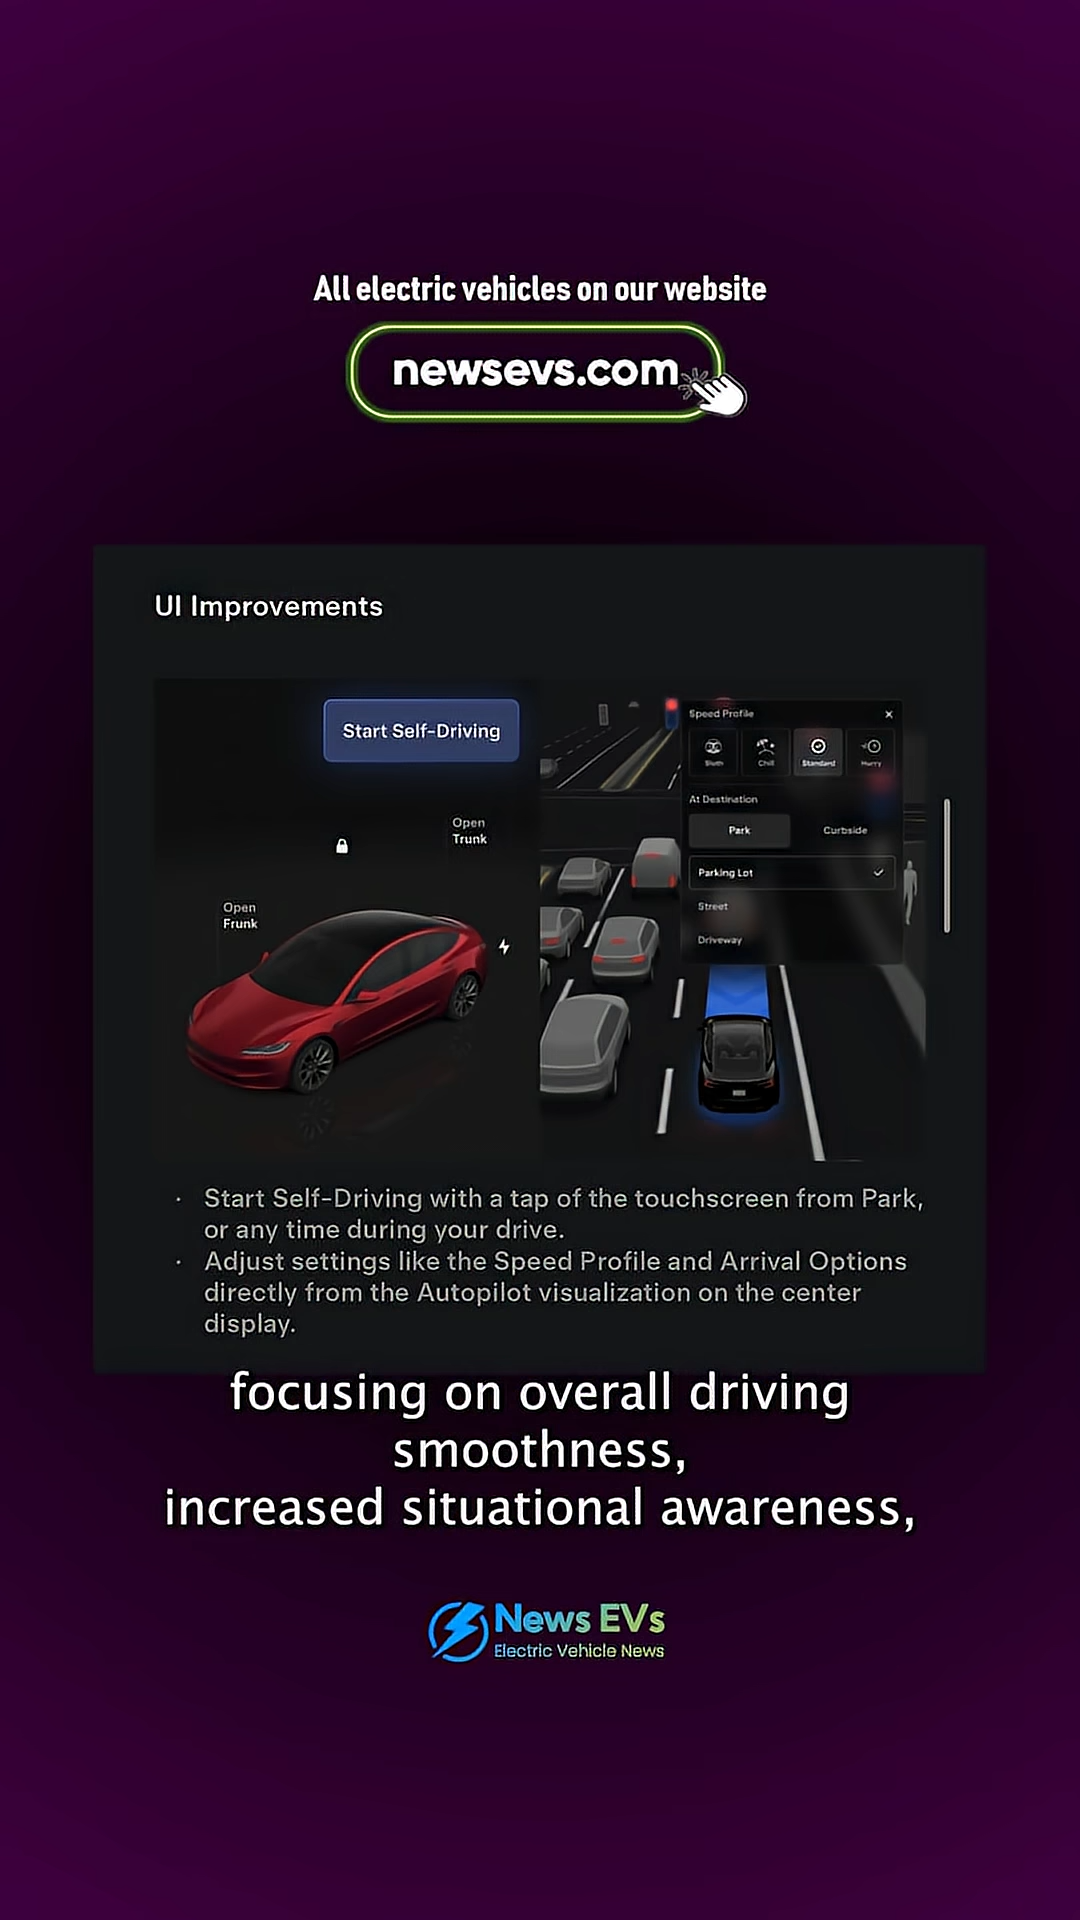 All electric vehicles on our website
newsevs.com
UI Improvements
Start Self-Driving
Open
Trunk
Open
Frunk
Speed Profile
Sloth
Chill
Standard
Hurry
At Destination
Park
Curbside
Parking Lot
Street
Driveway
· Start Self-Driving with a tap of the touchscreen from Park,
or any time during your drive.
· Adjust settings like the Speed Profile and Arrival Options
directly from the Autopilot visualization on the center
display.
focusing on overall driving
smoothness,
increased situational awareness,
News EVs
Electric Vehicle News